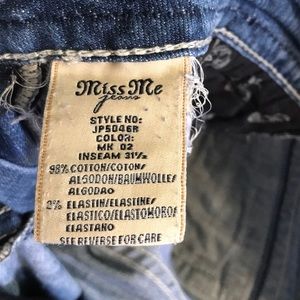 Miss Me
jeans
STYLE NO:
JP5046R
COLOR:
MK 02
INSEAM 31½
98% COTTON/COTON/
ALGODON/BAUMWOLLE/
ALGODAO
2% ELASTIN/ELASTINE/
ELASTICO/ELASTOMORO/
ELASTANO
SEE REVERSE FOR CARE